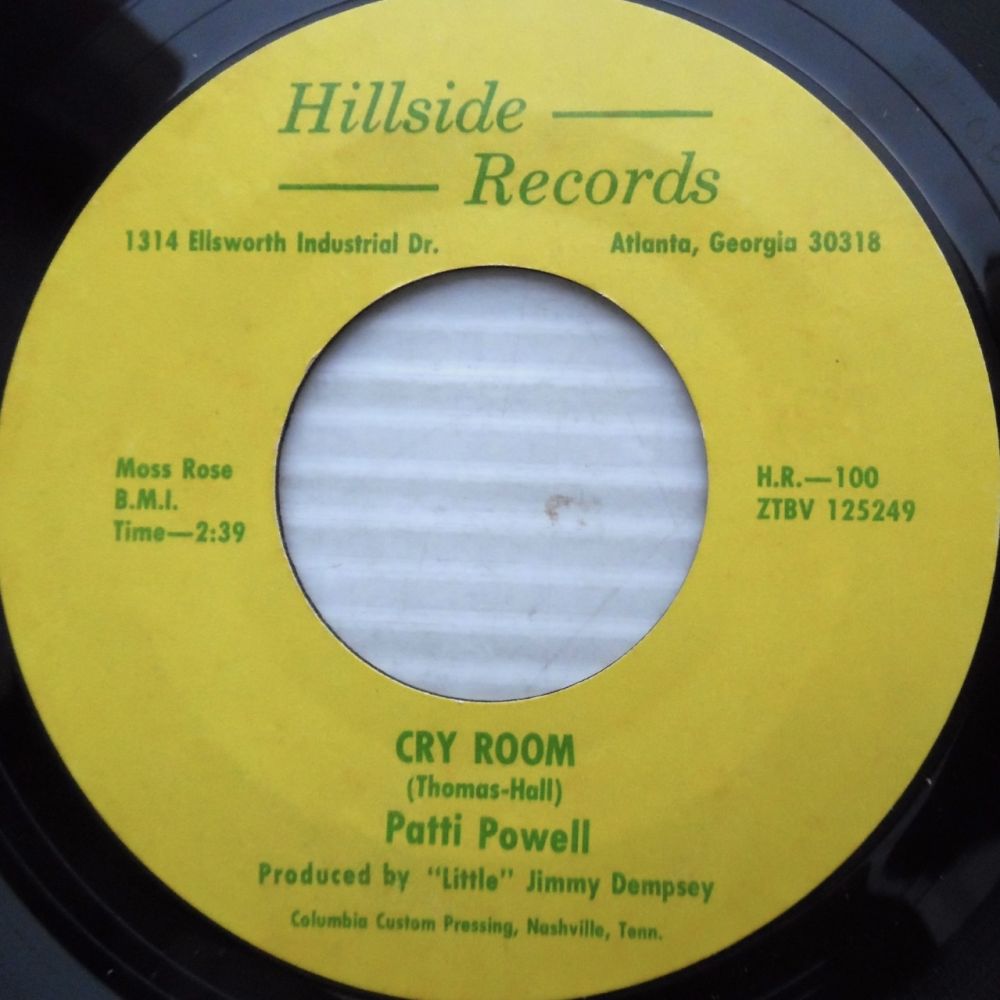 Hillside
Records
1314 Ellsworth Industrial Dr. Atlanta, Georgia 30318
Moss Rose
B.M.I.
Time—2:39
H.R.—100
ZTBV 125249
CRY ROOM
(Thomas-Hall)
Patti Powell
Produced by "Little" Jimmy Dempsey
Columbia Custom Pressing, Nashville, Tenn.